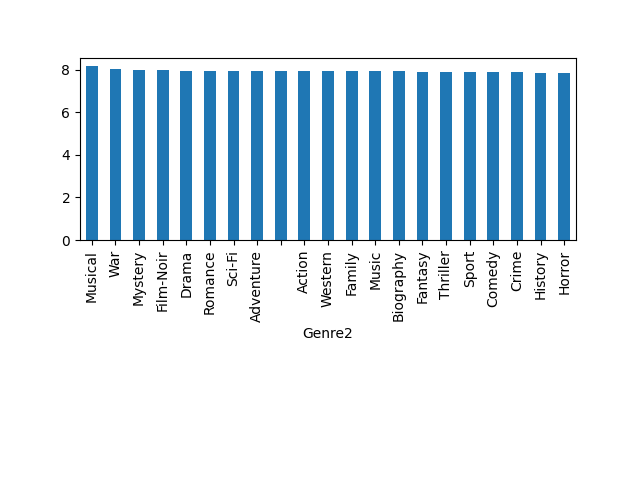 8
6
4
2
0
Musical
War
Mystery
Film-Noir
Drama
Romance
Sci-Fi
Adventure
Action
Western
Family
Music
Biography
Fantasy
Thriller
Sport
Comedy
Crime
History
Horror
Genre2